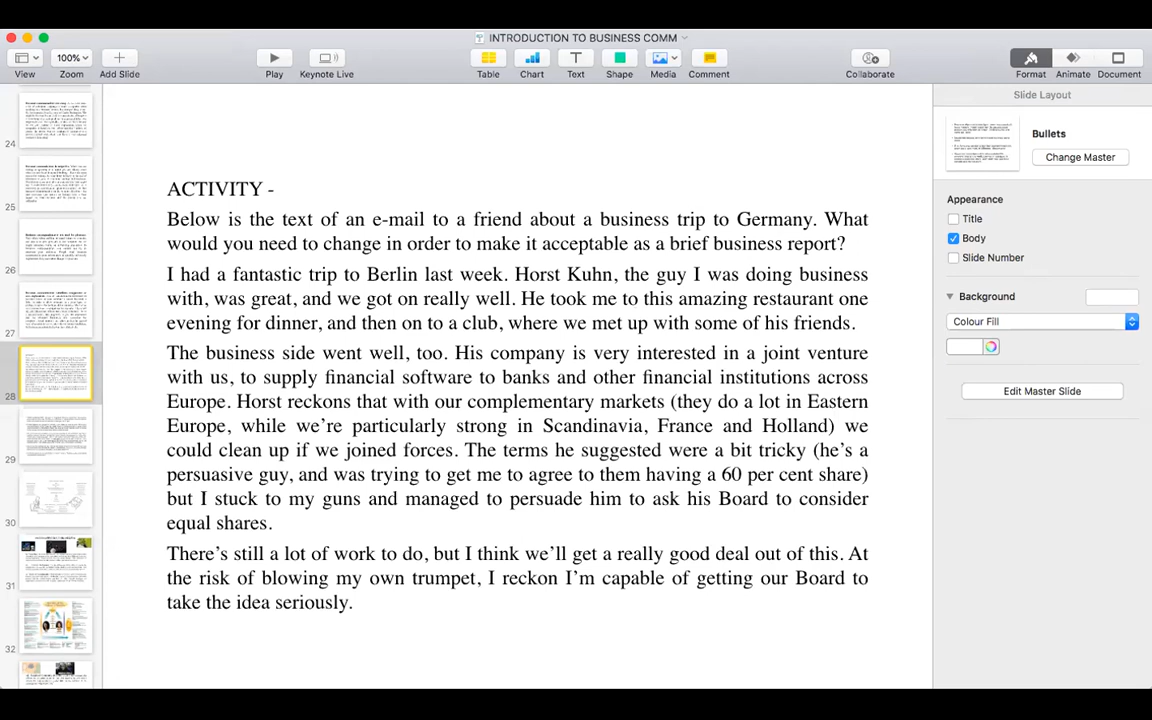 INTRODUCTION TO BUSINESS COMM
100%
View
Zoom
Add Slide
Play
Keynote Live
Table
Chart
Text
Shape
Media
Comment
Collaborate
Format
Animate
Document
Slide Layout
Bullets
Change Master
Appearance
Title
Body
Slide Number
Background
Colour Fill
Edit Master Slide
24
25
26
27
28
29
30
31
32
ACTIVITY -
Below is the text of an e-mail to a friend about a business trip to Germany. What
would you need to change in order to make it acceptable as a brief business report?
I had a fantastic trip to Berlin last week. Horst Kuhn, the guy I was doing business
with, was great, and we got on really well. He took me to this amazing restaurant one
evening for dinner, and then on to a club, where we met up with some of his friends.
The business side went well, too. His company is very interested in a joint venture
with us, to supply financial software to banks and other financial institutions across
Europe. Horst reckons that with our complementary markets (they do a lot in Eastern
Europe, while we’re particularly strong in Scandinavia, France and Holland) we
could clean up if we joined forces. The terms he suggested were a bit tricky (he’s a
persuasive guy, and was trying to get me to agree to them having a 60 per cent share)
but I stuck to my guns and managed to persuade him to ask his Board to consider
equal shares.
There’s still a lot of work to do, but I think we’ll get a really good deal out of this. At
the risk of blowing my own trumpet, I reckon I’m capable of getting our Board to
take the idea seriously.